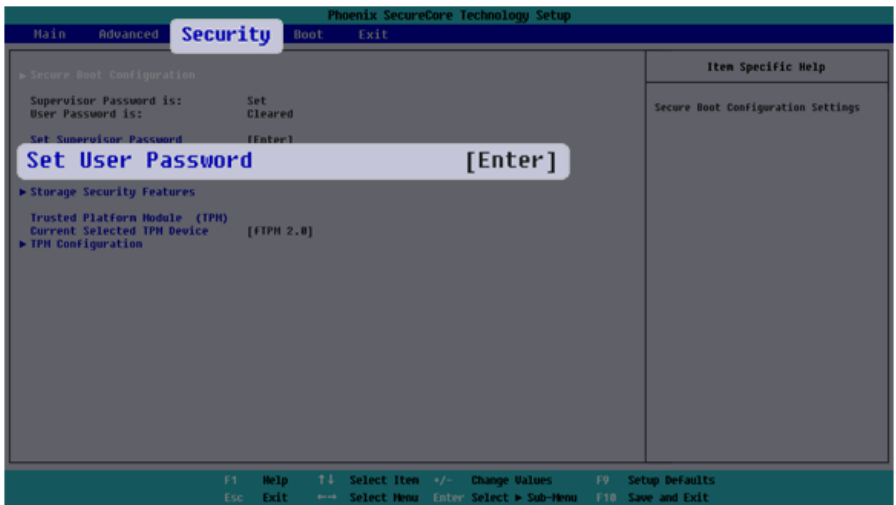 Phoenix SecureCore Technology Setup
Main Advanced Security Boot Exit
▶ Secure Boot Configuration
Item Specific Help
Supervisor Password is: Set
User Password is: Cleared
Secure Boot Configuration Settings
Set Supervisor Password [Enter]
Set User Password [Enter]
▶ Storage Security Features
Trusted Platform Module (TPM)
Current Selected TPM Device [fTPM 2.0]
▶ TPM Configuration
F1 Help ↑↓ Select Item +/- Change Values F9 Setup Defaults
Esc Exit ←→ Select Menu Enter Select ▶ Sub-Menu F10 Save and Exit